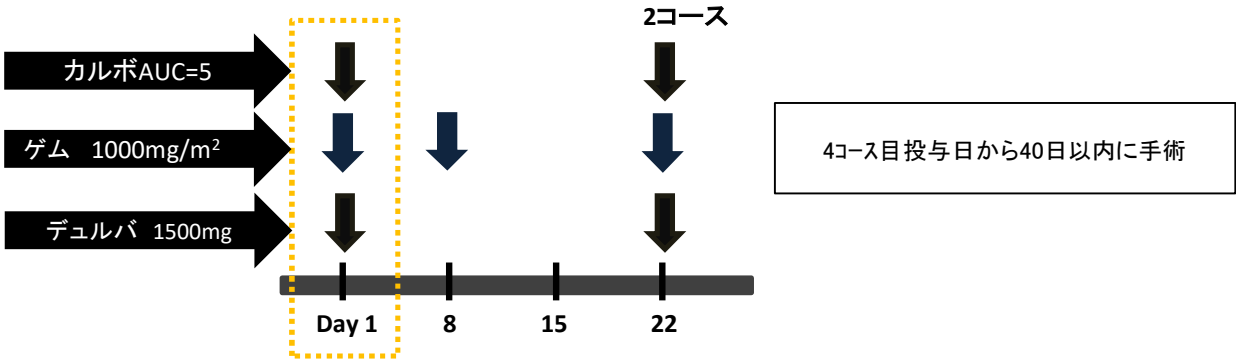 2コース
カルボAUC=5
ゲム 1000mg/m²
デュルバ 1500mg
4コース目投与日から40日以内に手術
Day 1
8
15
22